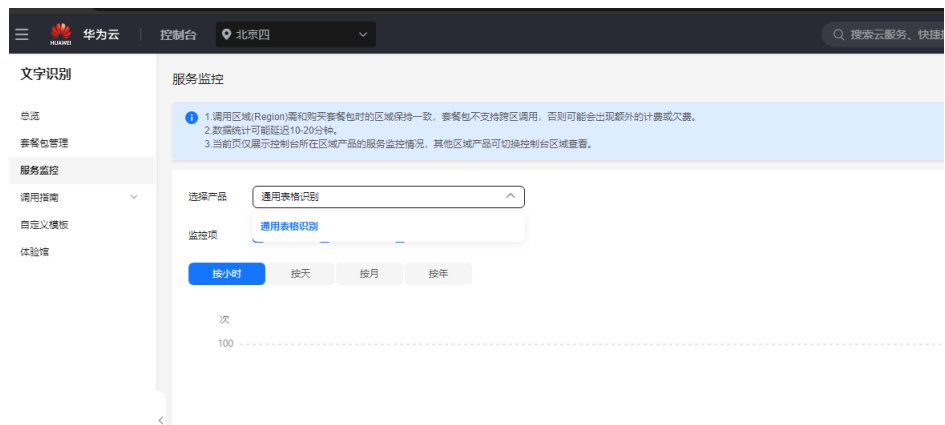 HUAWEI
华为云
控制台
北京四
搜索云服务、快捷
文字识别
总览
套餐包管理
服务监控
调用指南
自定义模板
体验馆
服务监控
1.调用区域(Region)需和购买套餐包时的区域保持一致，套餐包不支持跨区调用，否则可能会出现额外的计费或欠费。
2.数据统计可能延迟10-20分钟。
3.当前页仅展示控制台所在区域产品的服务监控情况，其他区域产品可切换控制台区域查看。
选择产品
通用表格识别
通用表格识别
监控项
按小时
按天
按月
按年
次
100